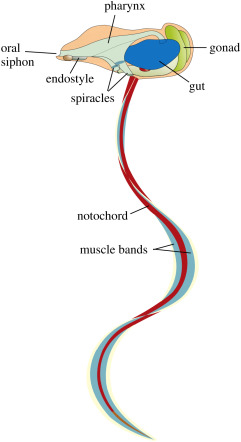 pharynx
oral
siphon
gonad
endostyle
gut
spiracles
notochord
muscle bands